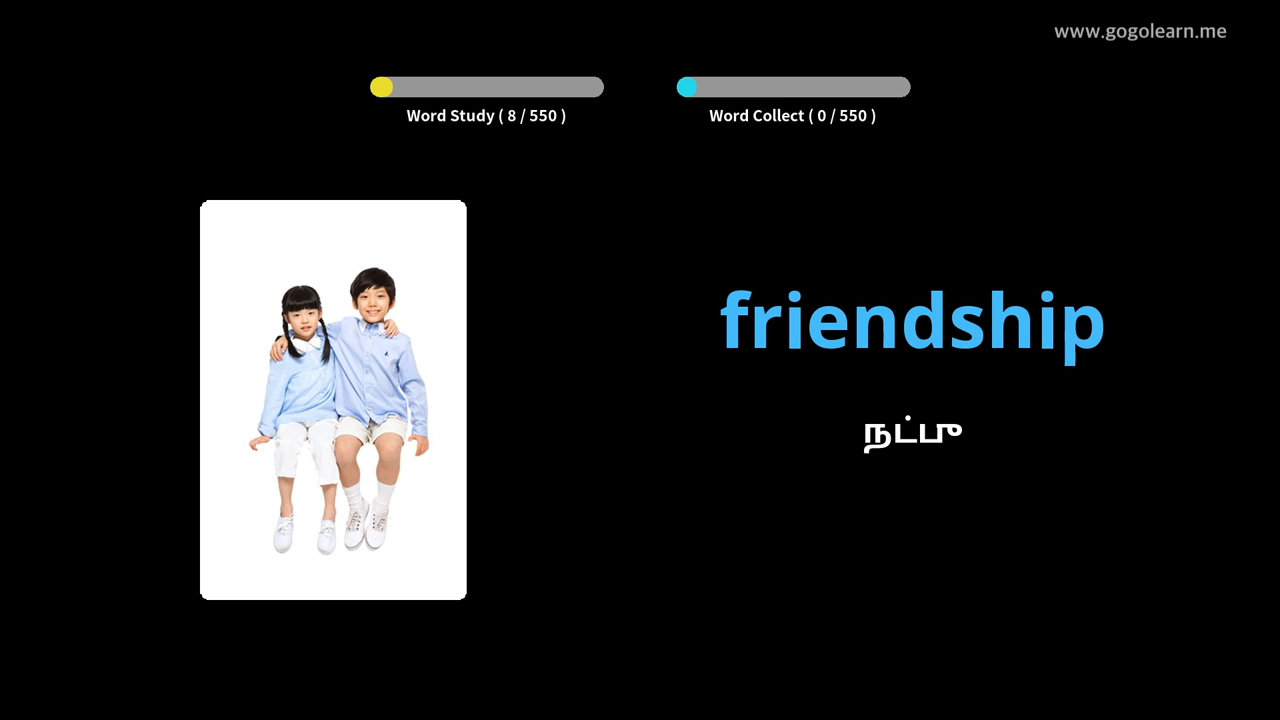 www.gogolearn.me
Word Study ( 8 / 550 )
Word Collect ( 0 / 550 )
friendship
நட்பு